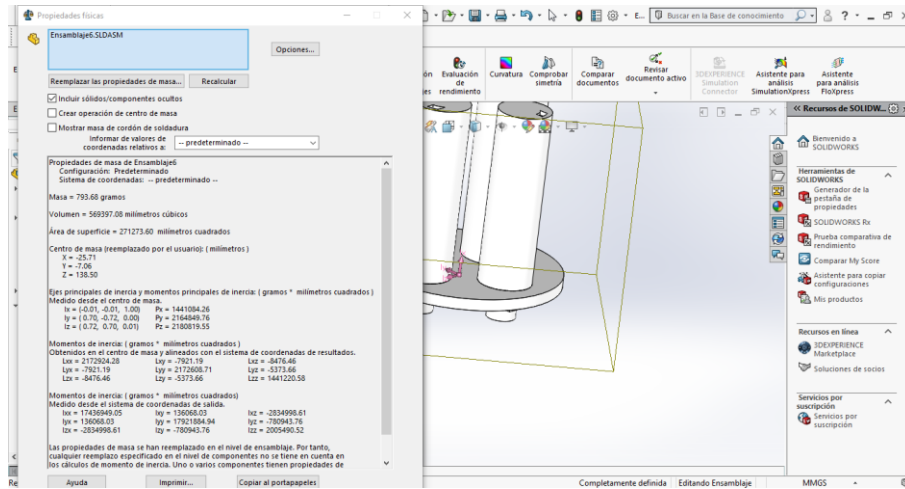 Propiedades físicas
Ensamblaje6.SLDASM
Opciones...
Reemplazar las propiedades de masa...
Recalcular
Incluir sólidos/componentes ocultos
Crear operación de centro de masa
Mostrar masa de cordón de soldadura
Informar de valores de coordenadas relativos a:
-- predeterminado --
Propiedades de masa de Ensamblaje6
Configuración: Predeterminado
Sistema de coordenadas: -- predeterminado --
Masa = 793.68 gramos
Volumen = 569397.08 milímetros cúbicos
Área de superficie = 271273.60 milímetros cuadrados
Centro de masa (reemplazado por el usuario): ( milímetros )
X = -25.71
Y = -7.06
Z = 138.50
Ejes principales de inercia y momentos principales de inercia: ( gramos * milímetros cuadrados )
Medido desde el centro de masa.
Ix = (-0.01, -0.01, 1.00) Px = 1441084.26
Iy = ( 0.70, -0.72, 0.00) Py = 2164849.76
Iz = ( 0.72, 0.70, 0.01) Pz = 2180819.55
Momentos de inercia: ( gramos * milímetros cuadrados )
Obtenidos en el centro de masa y alineados con el sistema de coordenadas de resultados.
Lxx = 2172924.28 Lxy = -7921.19 Lxz = -8476.46
Lyx = -7921.19 Lyy = 2172608.71 Lyz = -5373.66
Lzx = -8476.46 Lzy = -5373.66 Lzz = 1441220.58
Momentos de inercia: ( gramos * milímetros cuadrados)
Medido desde el sistema de coordenadas de salida.
Ixx = 17436949.05 Ixy = 136068.03 Ixz = -2834998.61
Iyx = 136068.03 Iyy = 17921884.94 Iyz = -780943.76
Izx = -2834998.61 Izy = -780943.76 Izz = 2005490.52
Las propiedades de masa se han reemplazado en el nivel de ensamblaje. Por tanto,
cualquier reemplazo especificado en el nivel de componentes no se tiene en cuenta en
los cálculos de momento de inercia. Uno o varios componentes tienen propiedades de
Ayuda
Imprimir...
Copiar al portapapeles
E...
Buscar en la Base de conocimiento
Evaluación de rendimiento
Curvatura
Comprobar simetría
Comparar documentos
Revisar documento activo
3DEXPERIENCE Simulation Connector
Asistente para análisis SimulationXpress
Asistente para análisis FloXpress
Recursos de SOLIDW...
Bienvenido a SOLIDWORKS
Herramientas de SOLIDWORKS
Generador de la pestaña de propiedades
SOLIDWORKS Rx
Prueba comparativa de rendimiento
Comparar My Score
Asistente para copiar configuraciones
Mis productos
Recursos en línea
3DEXPERIENCE Marketplace
Soluciones de socios
Servicios por suscripción
Servicios por suscripción
Completamente definida
Editando Ensamblaje
MMGS